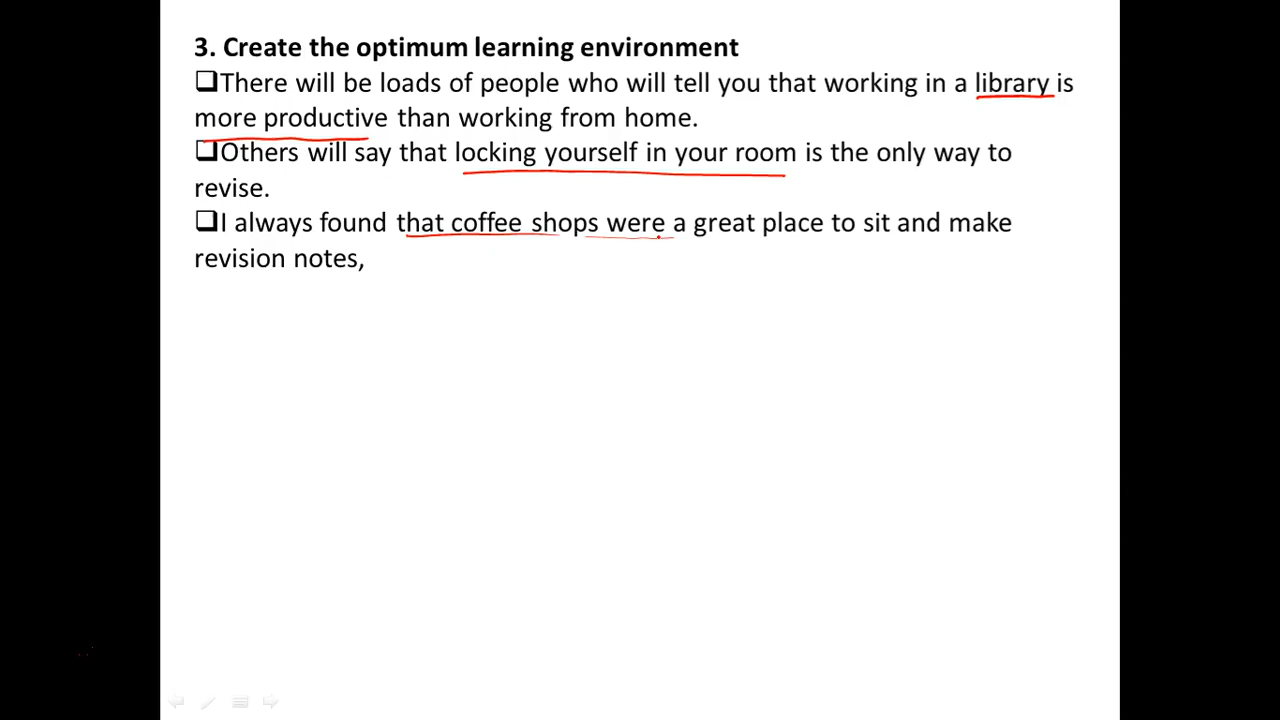 3. Create the optimum learning environment
❑There will be loads of people who will tell you that working in a library is
more productive than working from home.
❑Others will say that locking yourself in your room is the only way to
revise.
❑I always found that coffee shops were a great place to sit and make
revision notes,